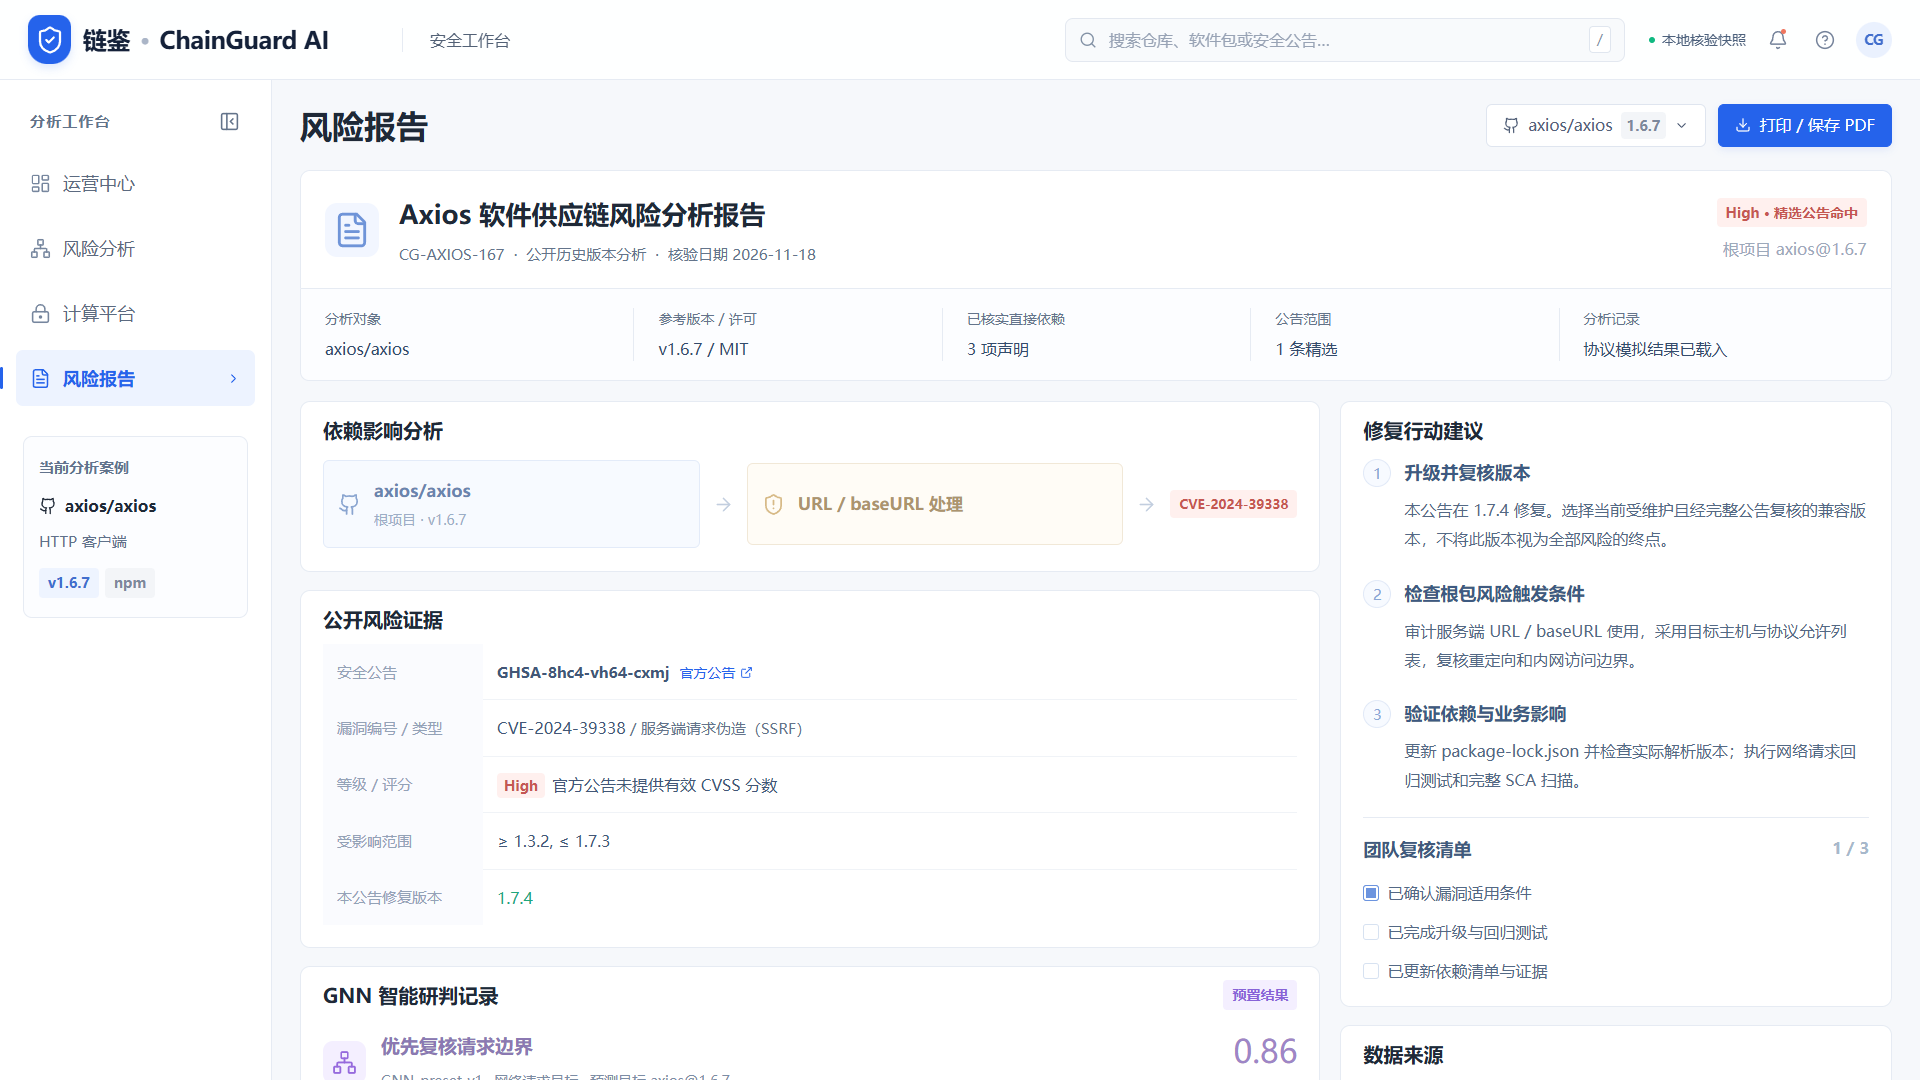 链鉴 • ChainGuard AI
安全工作台
搜索仓库、软件包或安全公告...
/
本地核验快照
CG
分析工作台
运营中心
风险分析
计算平台
风险报告
当前分析案例
axios/axios
HTTP 客户端
v1.6.7 npm
风险报告
axios/axios 1.6.7
打印 / 保存 PDF
Axios 软件供应链风险分析报告
CG-AXIOS-167 · 公开历史版本分析 · 核验日期 2026-11-18
High • 精选公告命中
根项目 axios@1.6.7
分析对象
axios/axios
参考版本 / 许可
v1.6.7 / MIT
已核实直接依赖
3 项声明
公告范围
1 条精选
分析记录
协议模拟结果已载入
依赖影响分析
axios/axios
根项目 · v1.6.7
URL / baseURL 处理
CVE-2024-39338
公开风险证据
安全公告 GHSA-8hc4-vh64-cxmj 官方公告
漏洞编号 / 类型 CVE-2024-39338 / 服务端请求伪造（SSRF）
等级 / 评分 High 官方公告未提供有效 CVSS 分数
受影响范围 ≥ 1.3.2, ≤ 1.7.3
本公告修复版本 1.7.4
GNN 智能研判记录
预置结果
优先复核请求边界
0.86
GNN-preset-v1 · 网络请求目标 · 预测目标 axios@1.6.7
修复行动建议
1 升级并复核版本
本公告在 1.7.4 修复。选择当前受维护且经完整公告复核的兼容版
本，不将此版本视为全部风险的终点。
2 检查根包风险触发条件
审计服务端 URL / baseURL 使用，采用目标主机与协议允许列
表，复核重定向和内网访问边界。
3 验证依赖与业务影响
更新 package-lock.json 并检查实际解析版本；执行网络请求回
归测试和完整 SCA 扫描。
团队复核清单
1 / 3
已确认漏洞适用条件
已完成升级与回归测试
已更新依赖清单与证据
数据来源